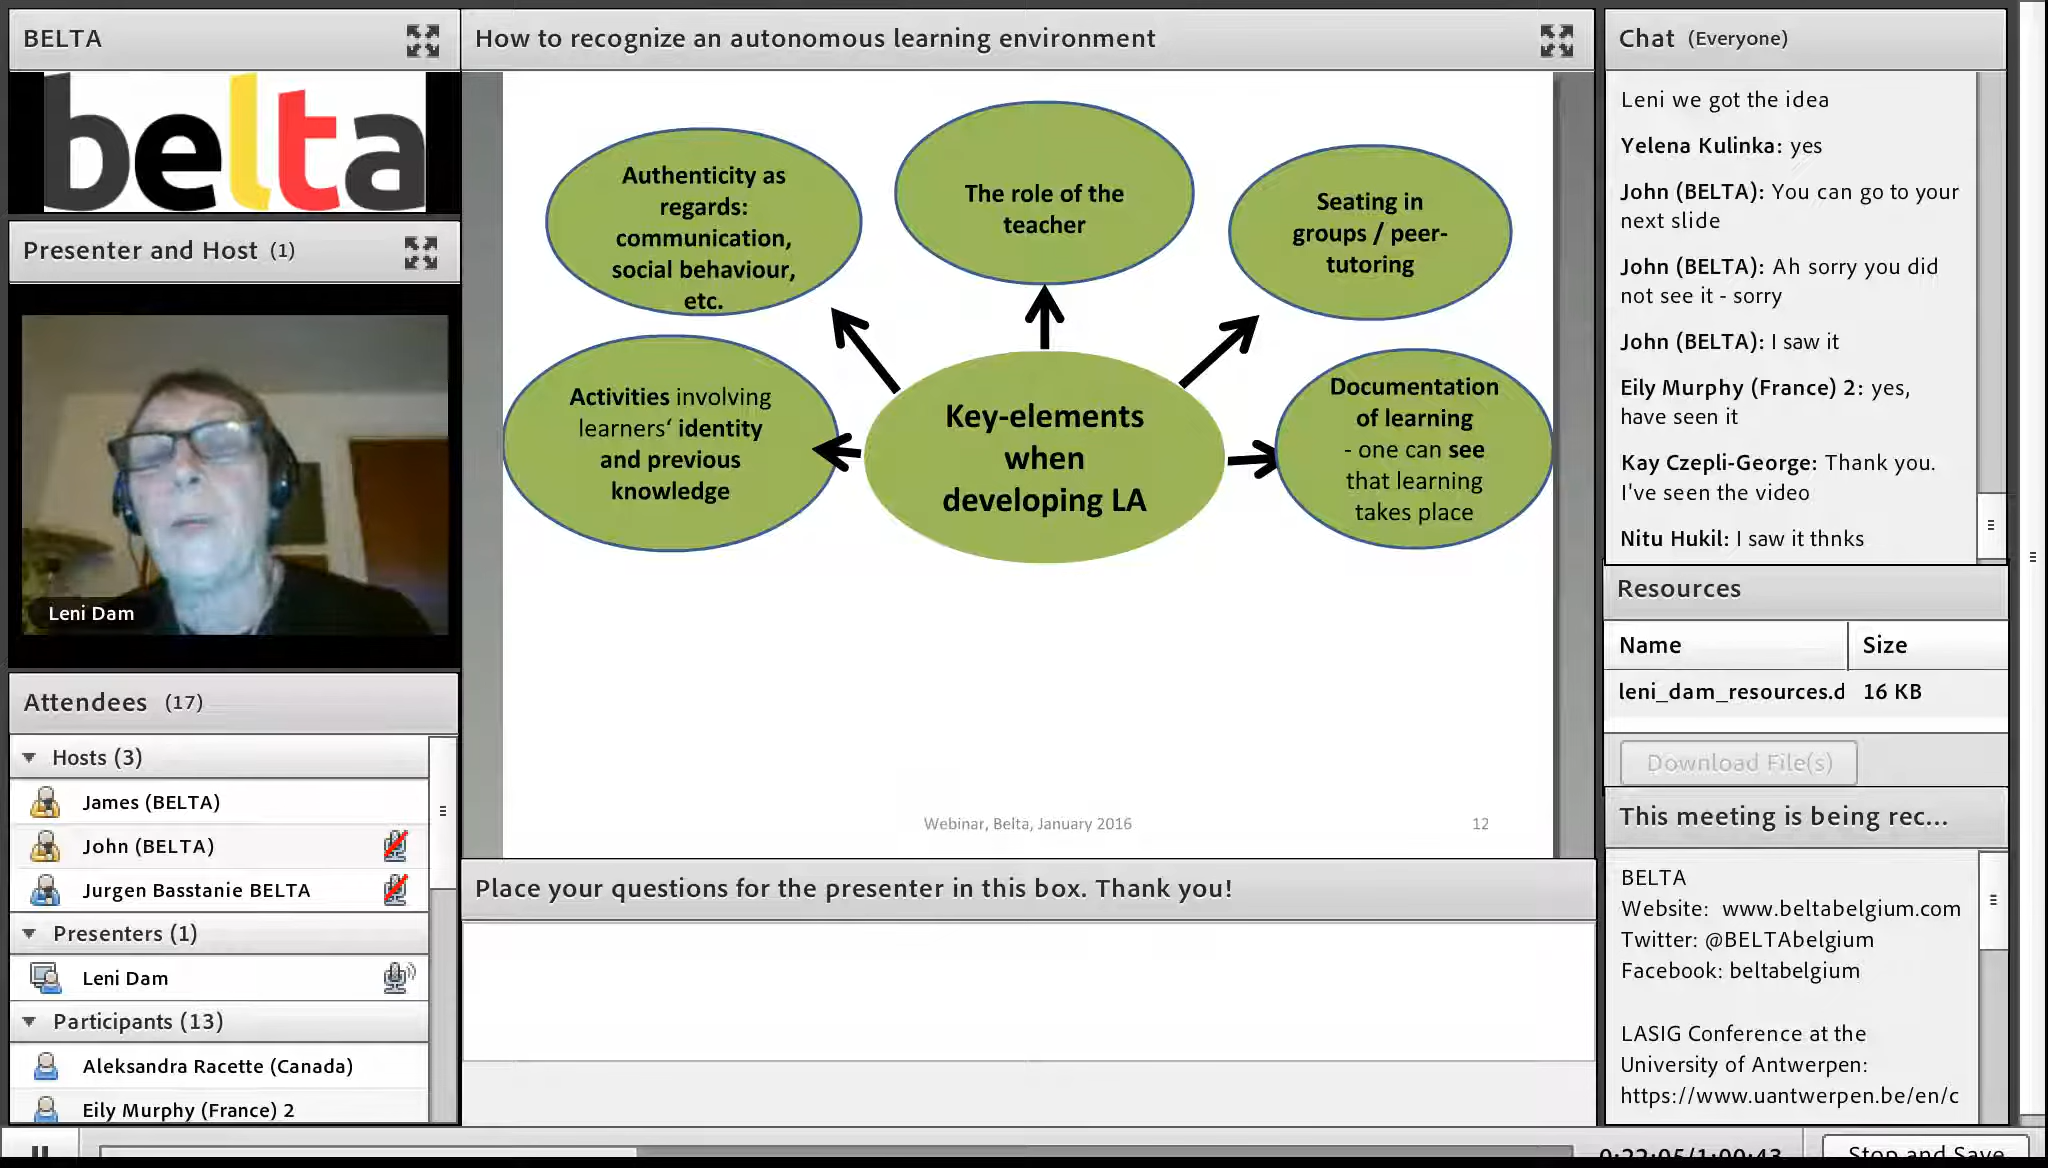 BELTA
belta
Presenter and Host (1)
Leni Dam
Attendees (17)
Hosts (3)
James (BELTA)
John (BELTA)
Jurgen Basstanie BELTA
Presenters (1)
Leni Dam
Participants (13)
Aleksandra Racette (Canada)
Eily Murphy (France) 2
How to recognize an autonomous learning environment
Authenticity as
regards:
communication,
social behaviour,
etc.
The role of the
teacher
Seating in
groups / peer-
tutoring
Activities involving
learners‘ identity
and previous
knowledge
Key-elements
when
developing LA
Documentation
of learning
- one can see
that learning
takes place
Webinar, Belta, January 2016
12
Place your questions for the presenter in this box. Thank you!
Chat (Everyone)
Leni we got the idea
Yelena Kulinka: yes
John (BELTA): You can go to your
next slide
John (BELTA): Ah sorry you did
not see it - sorry
John (BELTA): I saw it
Eily Murphy (France) 2: yes,
have seen it
Kay Czepli-George: Thank you.
I've seen the video
Nitu Hukil: I saw it thnks
Resources
Name Size
leni_dam_resources.d 16 KB
Download File(s)
This meeting is being rec...
BELTA
Website: www.beltabelgium.com
Twitter: @BELTAbelgium
Facebook: beltabelgium
LASIG Conference at the
University of Antwerpen:
https://www.uantwerpen.be/en/c
0:22:05/1:00:43
Stop and Save